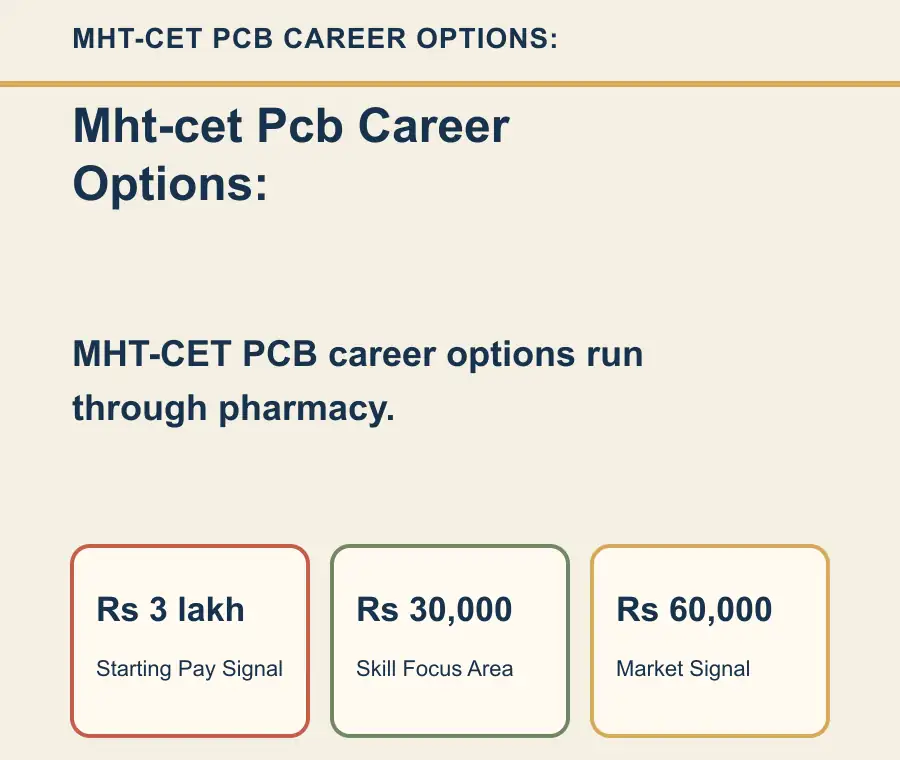 MHT-CET PCB CAREER OPTIONS:
Mht-cet Pcb Career
Options:
MHT-CET PCB career options run
through pharmacy.
Rs 3 lakh
Starting Pay Signal
Rs 30,000
Skill Focus Area
Rs 60,000
Market Signal